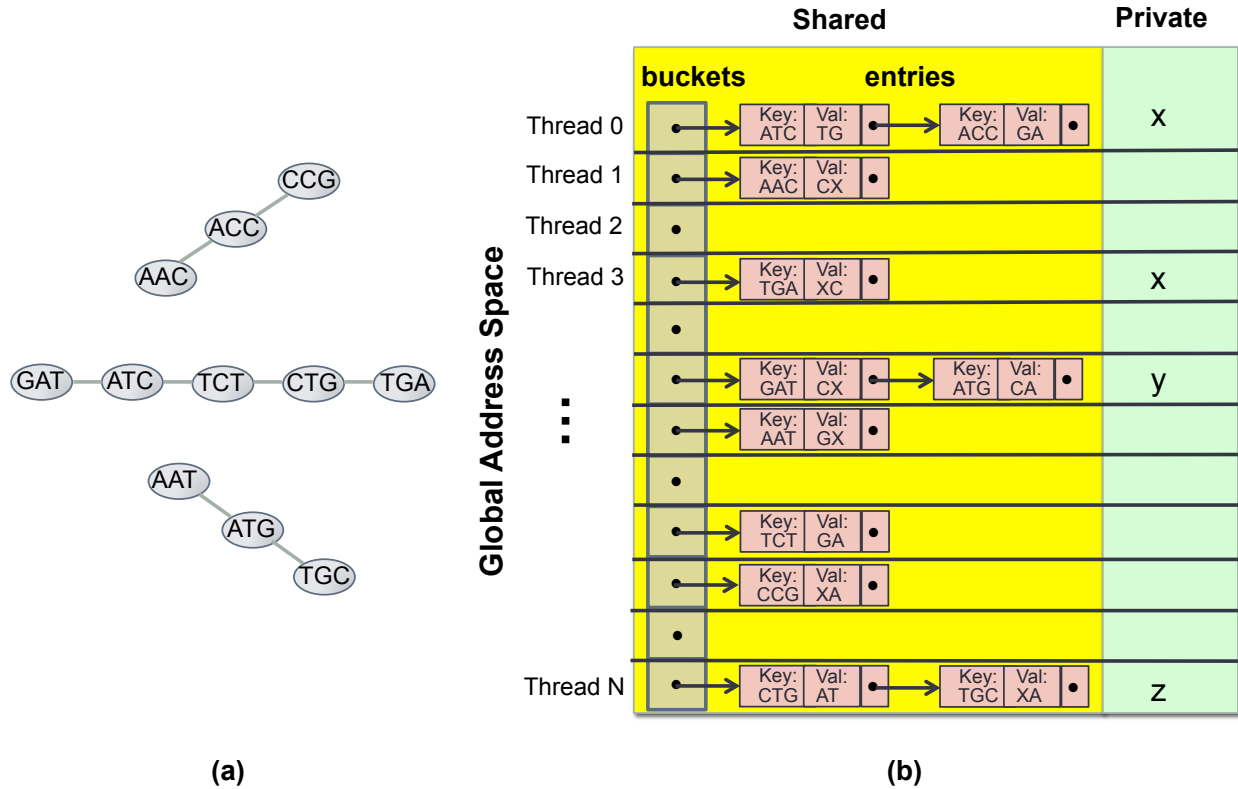 Shared
Private
buckets
entries
Thread 0
Key: ATC
Val: TG
Key: ACC
Val: GA
x
Thread 1
Key: AAC
Val: CX
Thread 2
Thread 3
Key: TGA
Val: XC
x
Key: GAT
Val: CX
Key: ATG
Val: CA
y
...
Key: AAT
Val: GX
Key: TCT
Val: GA
Key: CCG
Val: XA
Thread N
Key: CTG
Val: AT
Key: TGC
Val: XA
z
Global Address Space
CCG
ACC
AAC
GAT
ATC
TCT
CTG
TGA
AAT
ATG
TGC
(a)
(b)